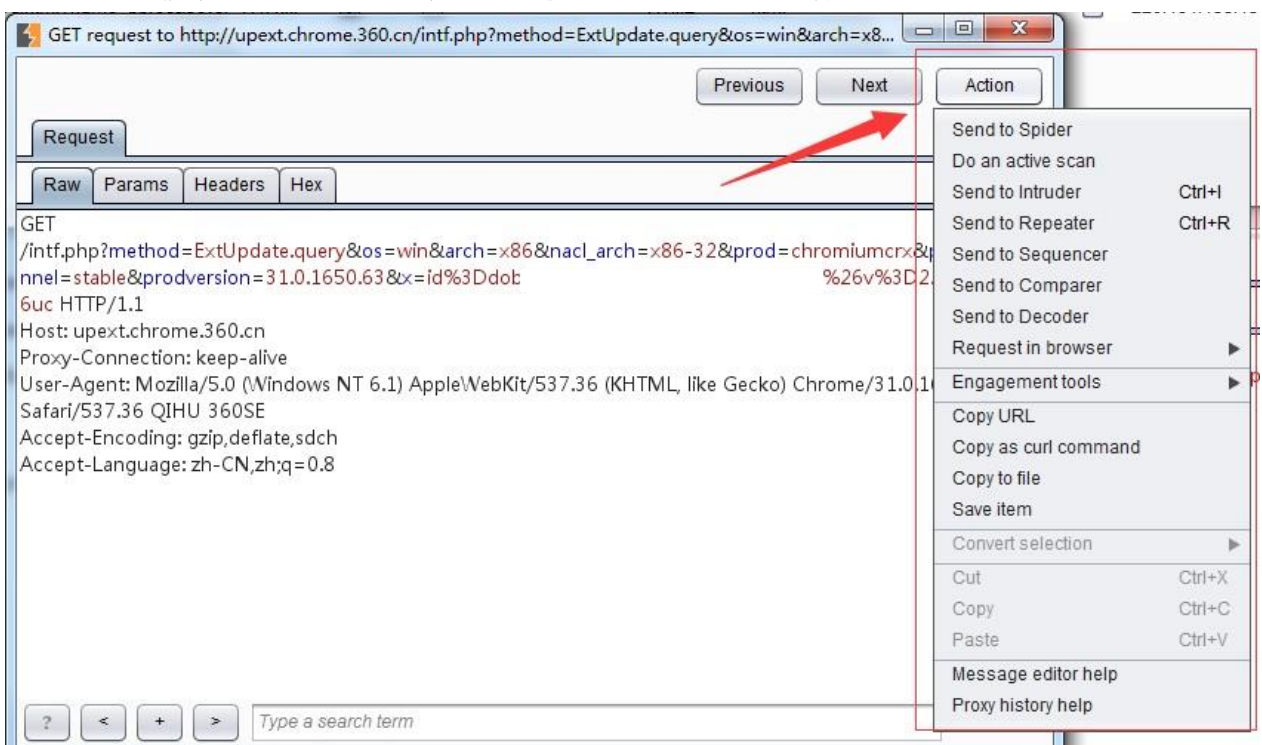 GET request to http://upext.chrome.360.cn/intf.php?method=ExtUpdate.query&os=win&arch=x8...
Previous Next Action
Request
Raw Params Headers Hex
GET
/intf.php?method=ExtUpdate.query&os=win&arch=x86&nacl_arch=x86-32&prod=chromiumcrx&
nnel=stable&prodversion=31.0.1650.63&x=id%3Ddob %26v%3D2.
6uc HTTP/1.1
Host: upext.chrome.360.cn
Proxy-Connection: keep-alive
User-Agent: Mozilla/5.0 (Windows NT 6.1) AppleWebKit/537.36 (KHTML, like Gecko) Chrome/31.0.1
Safari/537.36 QIHU 360SE
Accept-Encoding: gzip,deflate,sdch
Accept-Language: zh-CN,zh;q=0.8
Send to Spider
Do an active scan
Send to Intruder Ctrl+I
Send to Repeater Ctrl+R
Send to Sequencer
Send to Comparer
Send to Decoder
Request in browser
Engagement tools
Copy URL
Copy as curl command
Copy to file
Save item
Convert selection
Cut Ctrl+X
Copy Ctrl+C
Paste Ctrl+V
Message editor help
Proxy history help
? < + > Type a search term